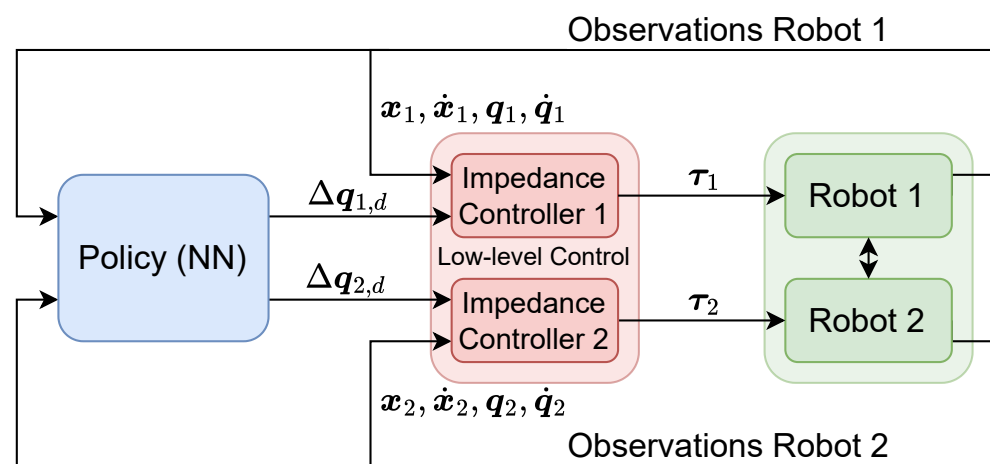 Observations Robot 1
𝒙₁, 𝒙̇₁, 𝒒₁, 𝒒̇₁
Impedance
Controller 1
𝝉₁
Robot 1
Δ𝒒₁,d
Policy (NN)
Low-level Control
Δ𝒒₂,d
Impedance
Controller 2
𝝉₂
Robot 2
𝒙₂, 𝒙̇₂, 𝒒₂, 𝒒̇₂
Observations Robot 2